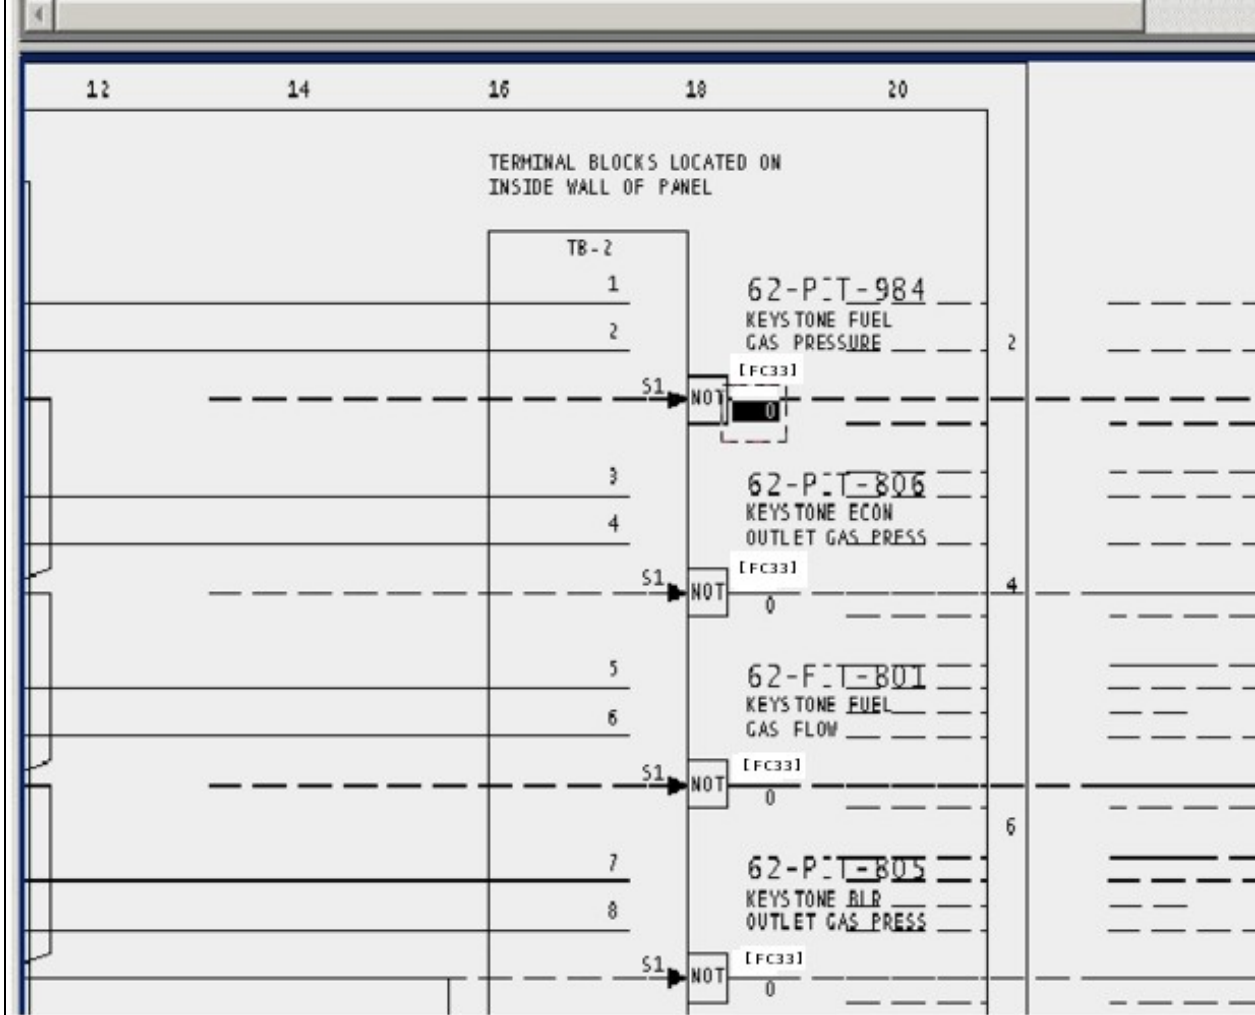 12 14 16 18 20
TERMINAL BLOCKS LOCATED ON
INSIDE WALL OF PANEL
TB-2
1
62-PIT-984
KEYSTONE FUEL
GAS PRESSURE
2
2
[FC33]
S1
NOT
0
3
62-PIT-806
KEYSTONE ECON
OUTLET GAS PRESS
4
[FC33]
S1
NOT
4
0
5
62-FIT-801
KEYSTONE FUEL
GAS FLOW
6
[FC33]
S1
NOT
0
6
7
62-PIT-805
KEYSTONE BLR
OUTLET GAS PRESS
8
[FC33]
S1
NOT
0